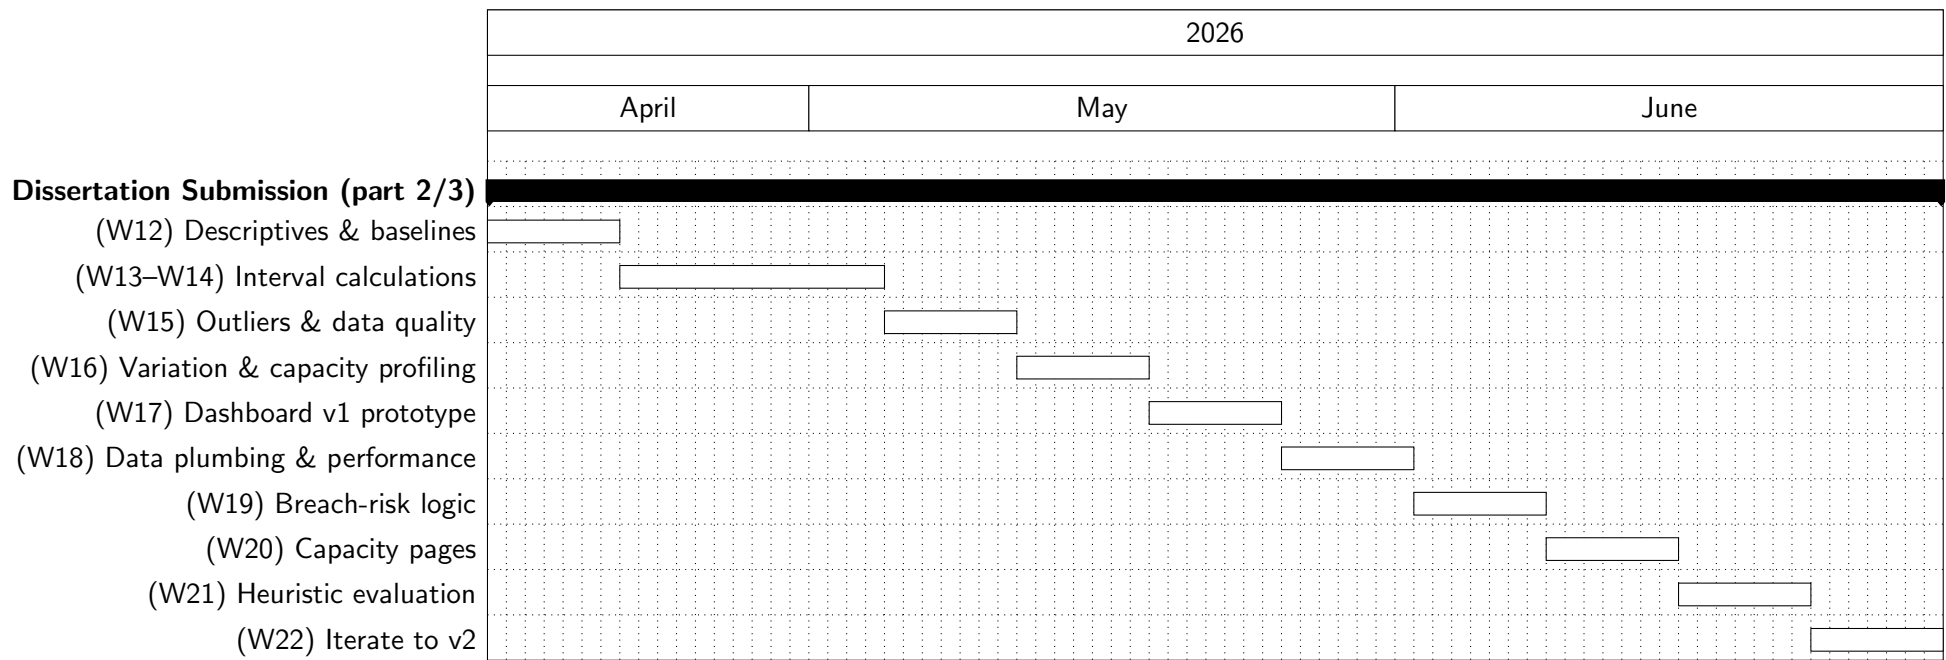 2026
April May June
Dissertation Submission (part 2/3)
(W12) Descriptives & baselines
(W13–W14) Interval calculations
(W15) Outliers & data quality
(W16) Variation & capacity profiling
(W17) Dashboard v1 prototype
(W18) Data plumbing & performance
(W19) Breach-risk logic
(W20) Capacity pages
(W21) Heuristic evaluation
(W22) Iterate to v2